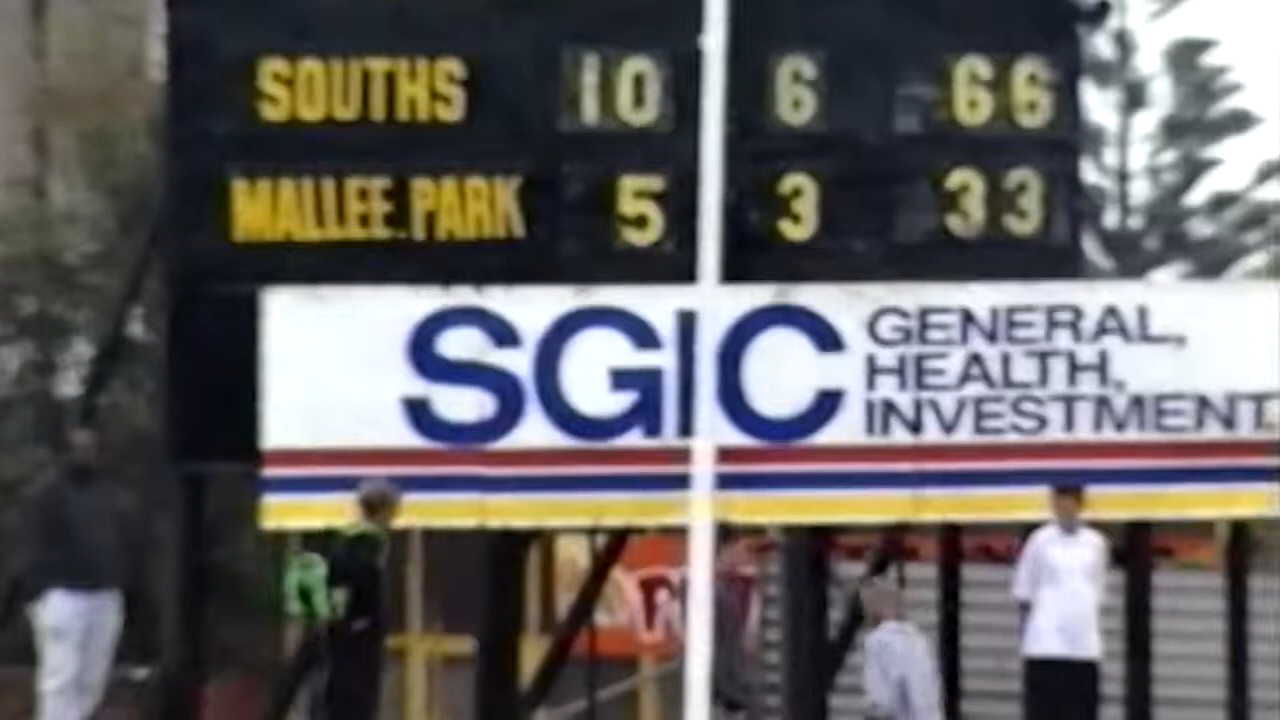 SOUTHS 10 6 66
MALLEE PARK 5 3 33
SGIC
GENERAL,
HEALTH,
INVESTMENT.